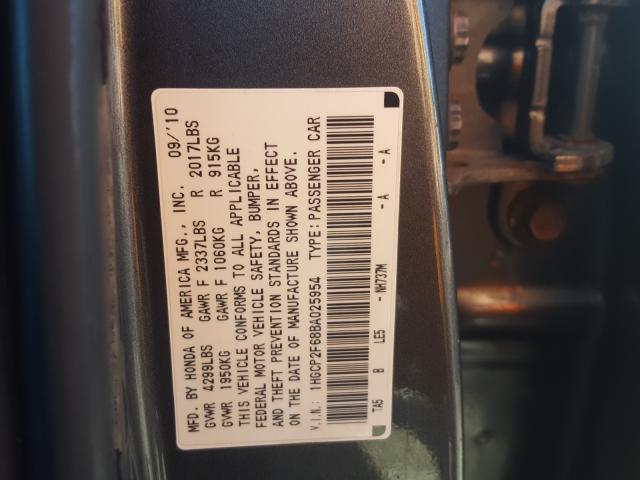 MFD. BY HONDA OF AMERICA MFG., INC. 09/'10
GVWR 4299LBS GAWR F 2337LBS R 2017LBS
GVWR 1950KG GAWR F 1060KG R 915KG
THIS VEHICLE CONFORMS TO ALL APPLICABLE
FEDERAL MOTOR VEHICLE SAFETY, BUMPER,
AND THEFT PREVENTION STANDARDS IN EFFECT
ON THE DATE OF MANUFACTURE SHOWN ABOVE.
V.I.N.: 1HGCP2F68BA025954 TYPE: PASSENGER CAR
TA5 B LE5 - NH737M - A - A